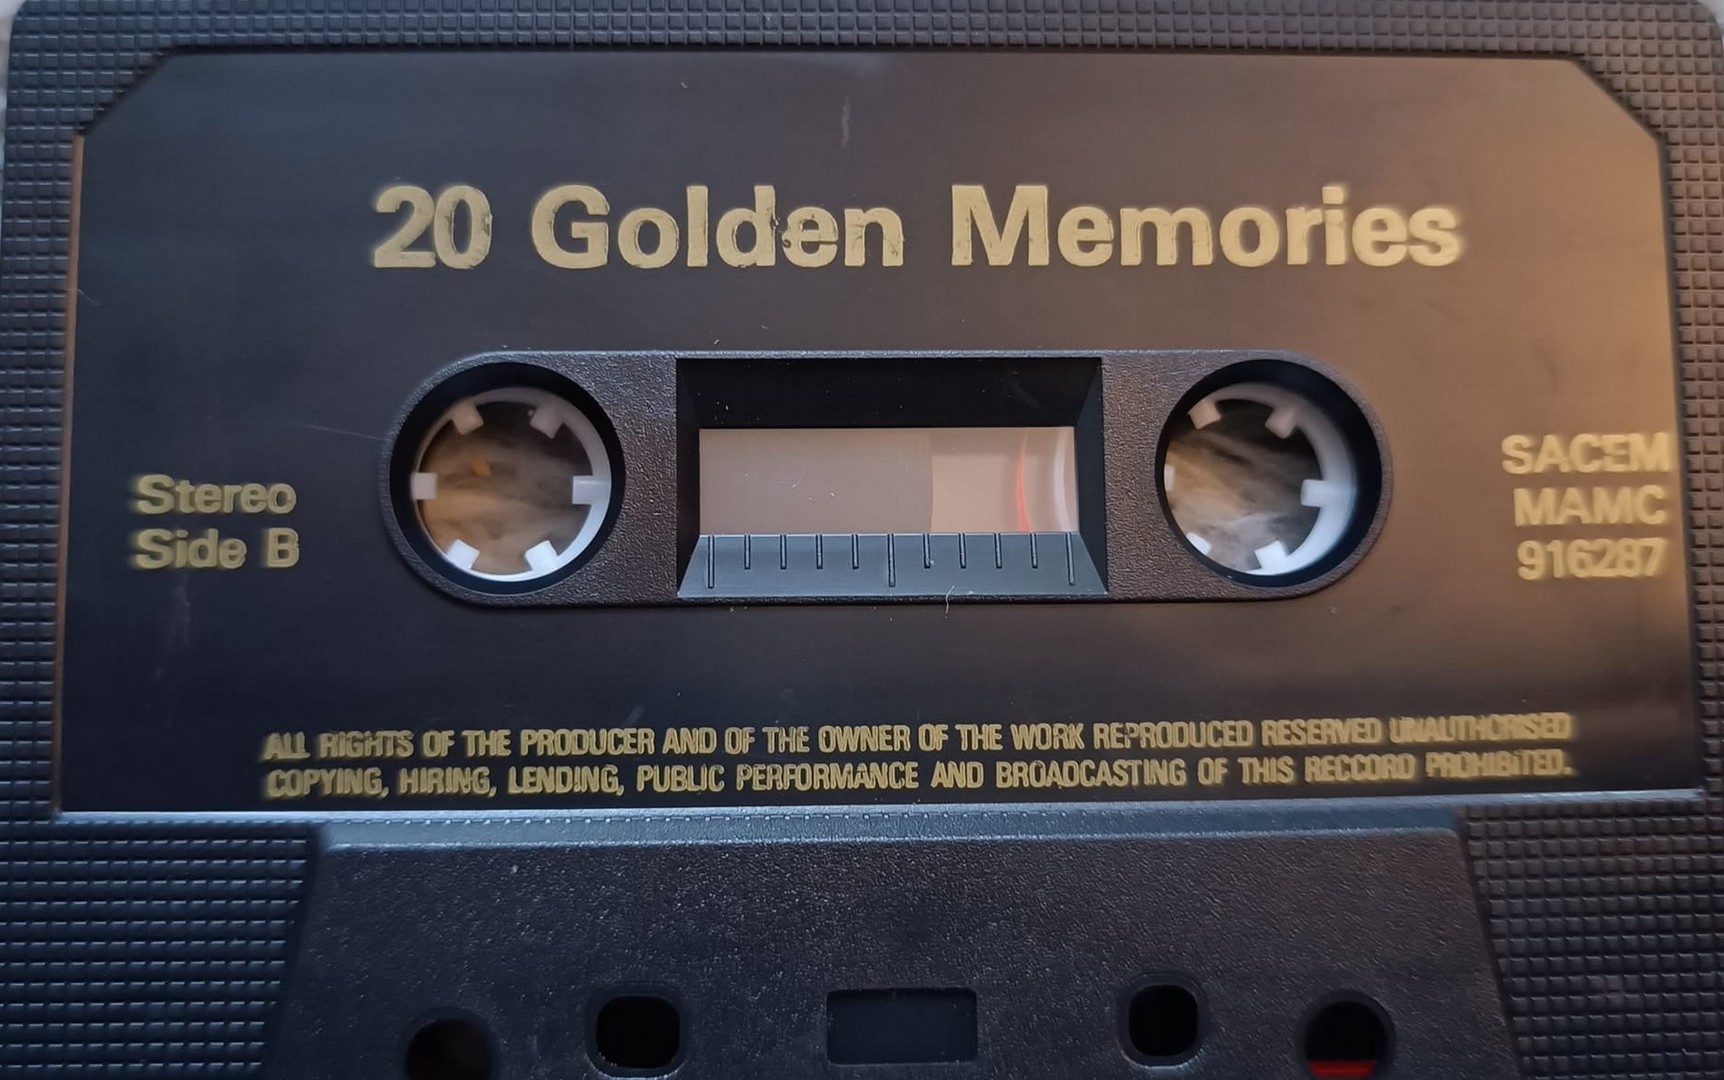 20 Golden Memories
Stereo
Side B
SACEM
MAMC
916287
ALL RIGHTS OF THE PRODUCER AND OF THE OWNER OF THE WORK REPRODUCED RESERVED UNAUTHORISED
COPYING, HIRING, LENDING, PUBLIC PERFORMANCE AND BROADCASTING OF THIS RECCORD PROHIBITED.